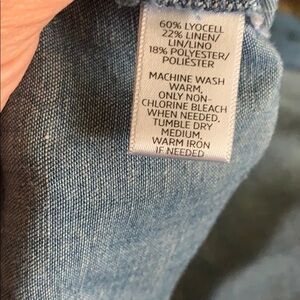 60% LYOCELL
22% LINEN/
LIN/LINO
18% POLYESTER/
POLIÉSTER
MACHINE WASH
WARM,
ONLY NON-
CHLORINE BLEACH
WHEN NEEDED.
TUMBLE DRY
MEDIUM.
WARM IRON
IF NEEDED